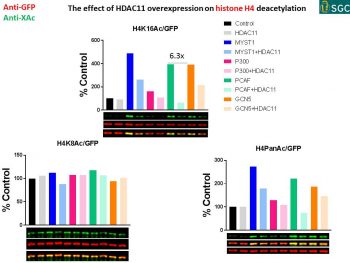 Anti-GFP
Anti-XAc
The effect of HDAC11 overexpression on histone H4 deacetylation
SGC
H4K16Ac/GFP
% Control
600
400
200
0
6.3x
Control
HDAC11
MYST1
MYST1+HDAC11
P300
P300+HDAC11
PCAF
PCAF+HDAC11
GCN5
GCN5+HDAC11
H4K8Ac/GFP
% Control
150
100
50
0
H4PanAc/GFP
% Control
400
300
200
100
0